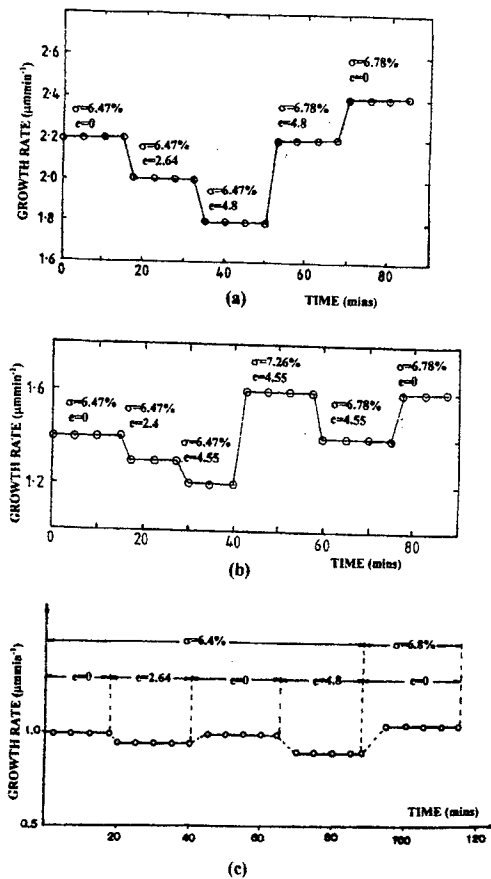 2·6
2·4
2·2
2·0
1·8
1·6
GROWTH RATE (μmmin⁻¹)
σ=6.47%
e=0
σ=6.47%
e=2.64
σ=6.47%
e=4.8
σ=6.78%
e=4.8
σ=6.78%
e=0
0 20 40 60 80
TIME (mins)
(a)
1·6
1·2
GROWTH RATE (μmmin⁻¹)
σ=6.47%
e=0
σ=6.47%
e=2.4
σ=6.47%
e=4.55
σ=7.26%
e=4.55
σ=6.78%
e=4.55
σ=6.78%
e=0
0 20 40 60 80
TIME (mins)
(b)
GROWTH RATE (μmmin⁻¹)
σ=6.4% σ=6.8%
e=0 e=2.64 e=0 e=4.8 e=0
1.0
0.5
20 40 60 80 100 120
TIME (mins)
(c)